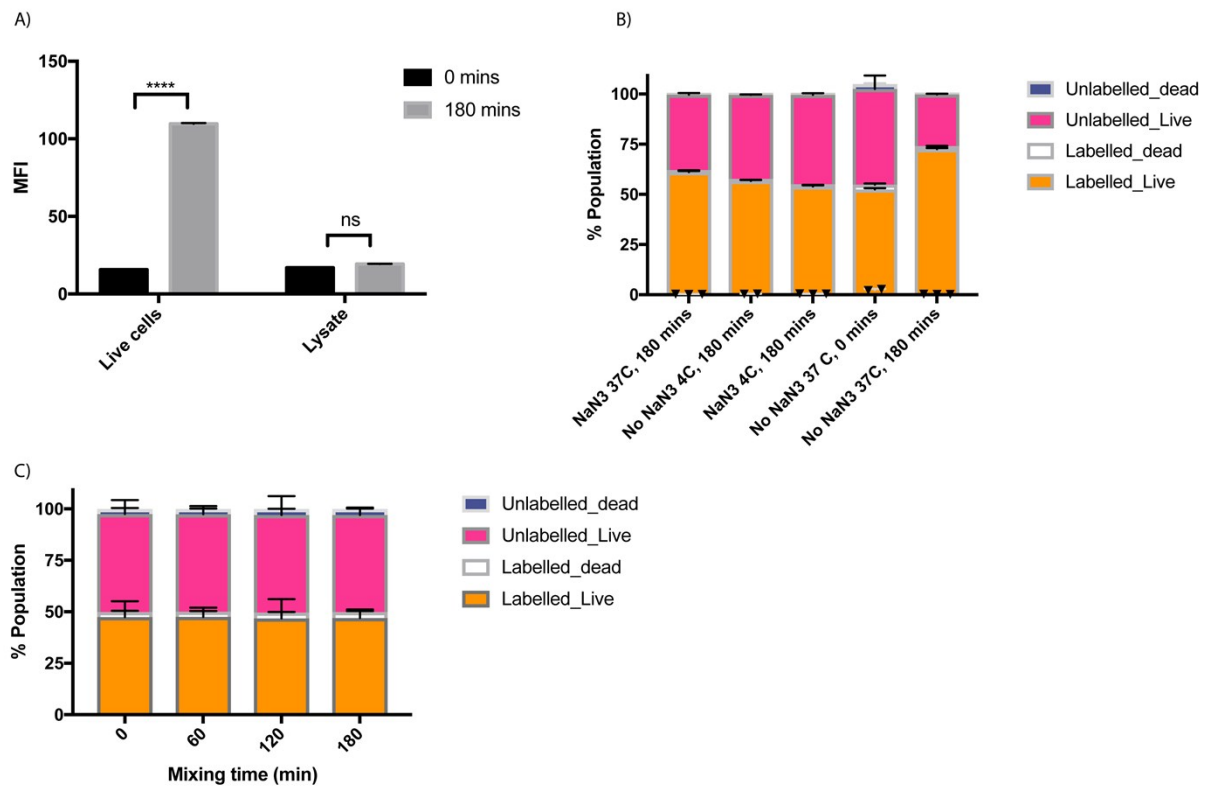 A)
150
100
50
0
MFI
****
ns
0 mins
180 mins
Live cells
Lysate
B)
100
75
50
25
0
% Population
Unlabelled_dead
Unlabelled_Live
Labelled_dead
Labelled_Live
NaN3 37C, 180 mins
No NaN3 4C, 180 mins
NaN3 4C, 180 mins
No NaN3 37 C, 0 mins
No NaN3 37C, 180 mins
C)
100
75
50
25
0
% Population
Unlabelled_dead
Unlabelled_Live
Labelled_dead
Labelled_Live
0
60
120
180
Mixing time (min)